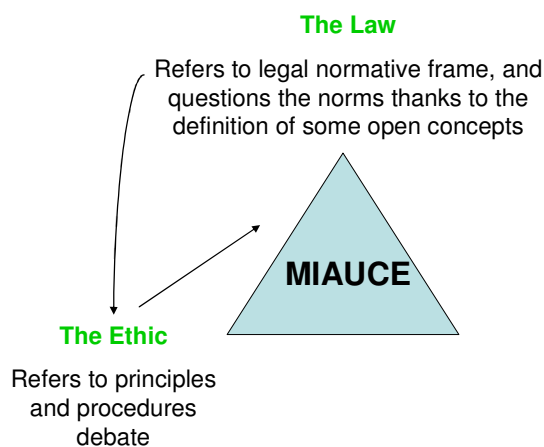 The Law
Refers to legal normative frame, and
questions the norms thanks to the
definition of some open concepts
MIAUCE
The Ethic
Refers to principles
and procedures
debate